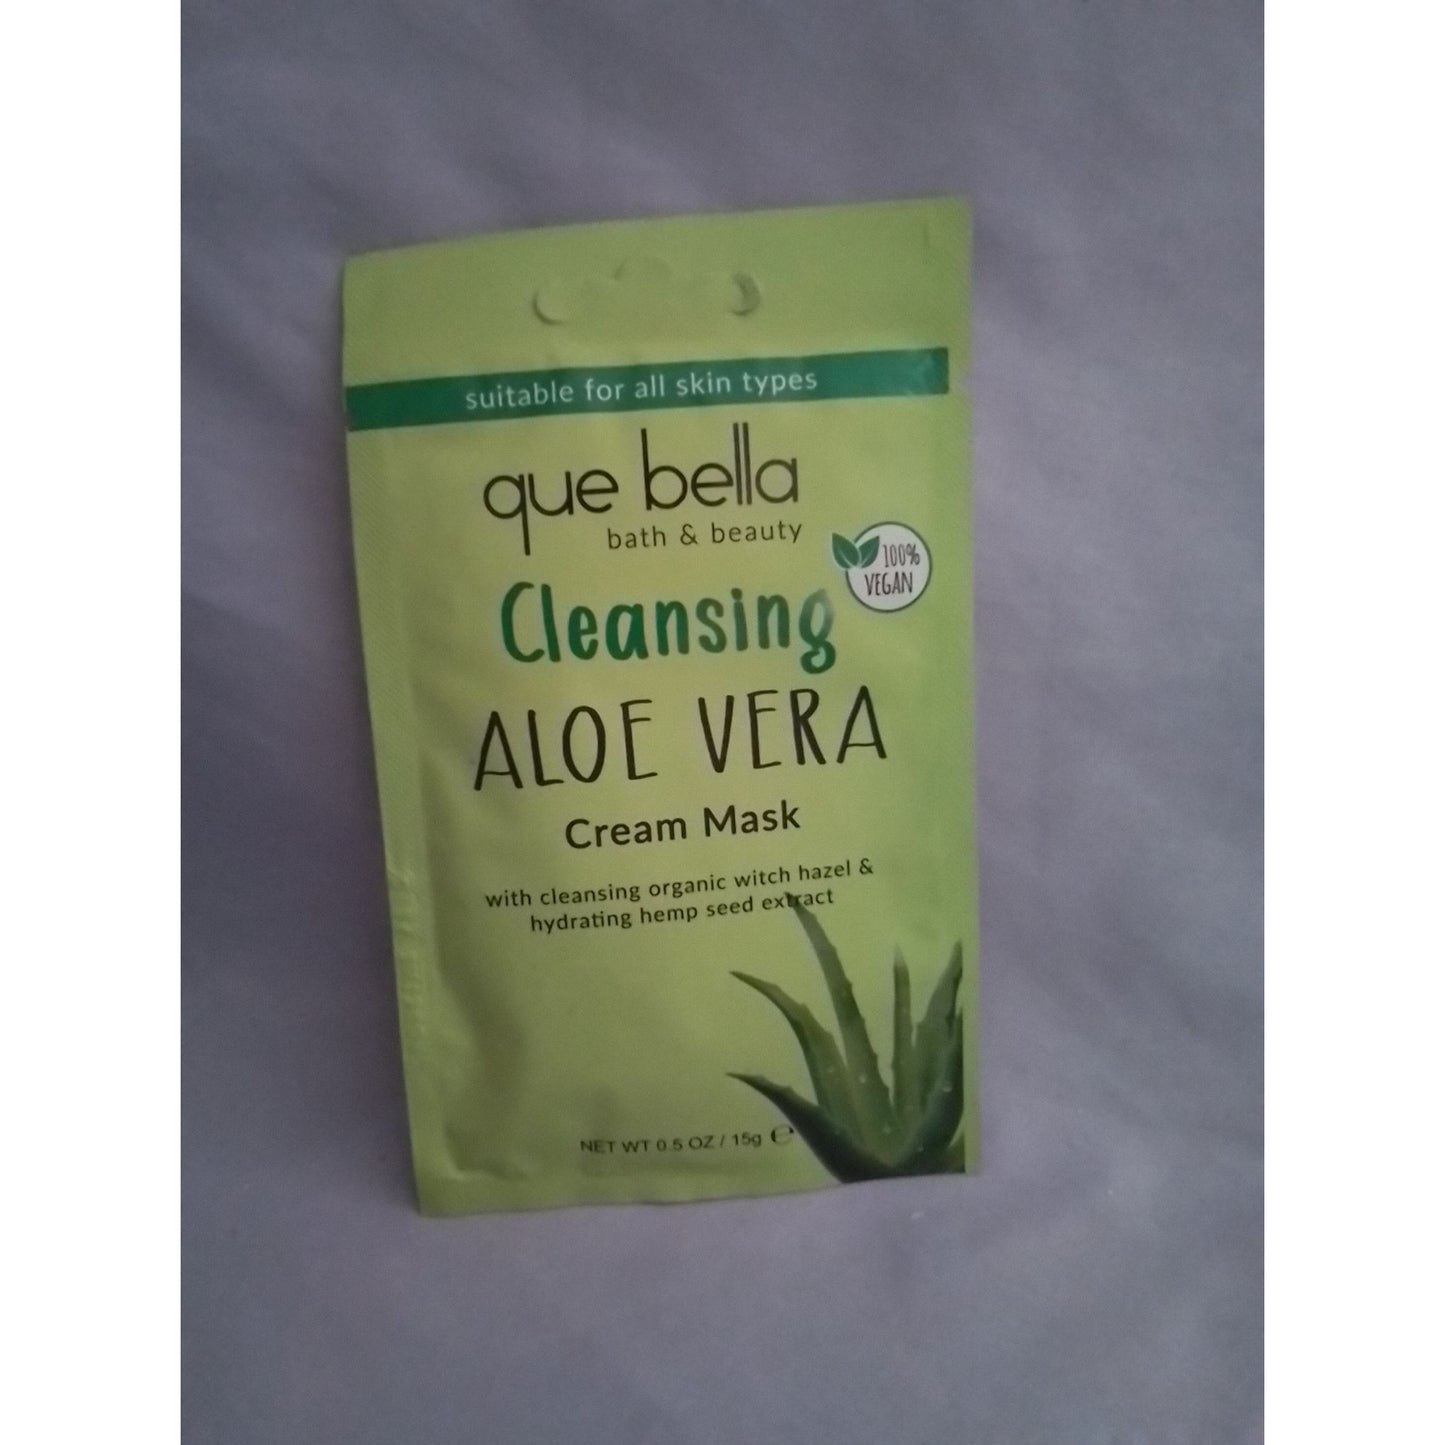 suitable for all skin types
que bella
bath & beauty
100%
VEGAN
Cleansing
ALOE VERA
Cream Mask
with cleansing organic witch hazel &
hydrating hemp seed extract
NET WT 0.5 OZ / 15g ℮